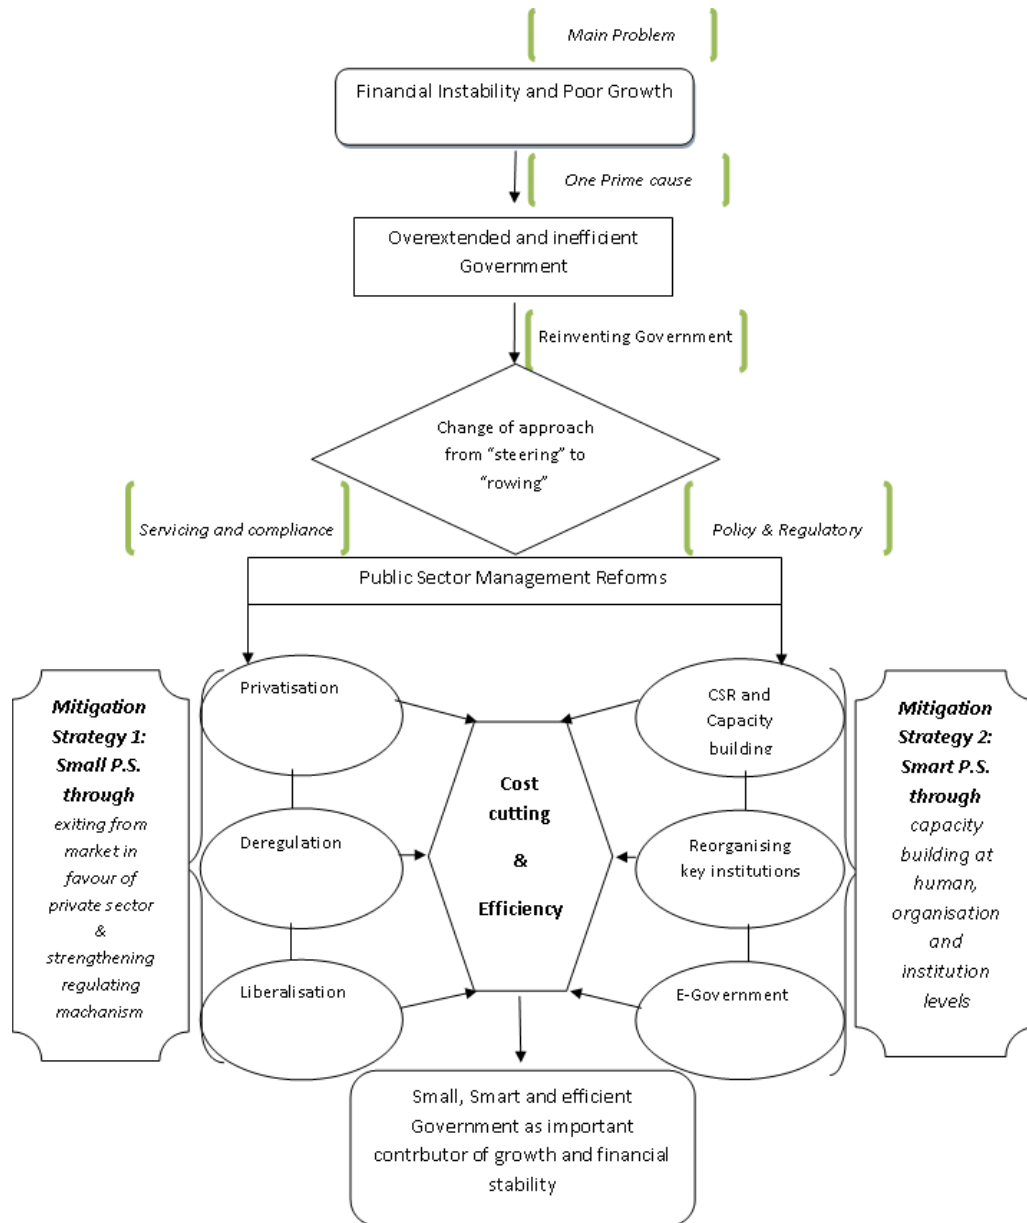 Main Problem
Financial Instability and Poor Growth
One Prime cause
Overextended and inefficient
Government
Reinventing Government
Change of approach
from “steering” to
“rowing”
Servicing and compliance
Policy & Regulatory
Public Sector Management Reforms
Mitigation
Strategy 1:
Small P.S.
through
exiting from
market in
favour of
private sector
&
strengthening
regulating
machanism
Privatisation
Deregulation
Liberalisation
Cost
cutting
&
Efficiency
CSR and
Capacity
building
Reorganising
key institutions
E-Government
Mitigation
Strategy 2:
Smart P.S.
through
capacity
building at
human,
organisation
and
institution
levels
Small, Smart and efficient
Government as important
contrbutor of growth and financial
stability